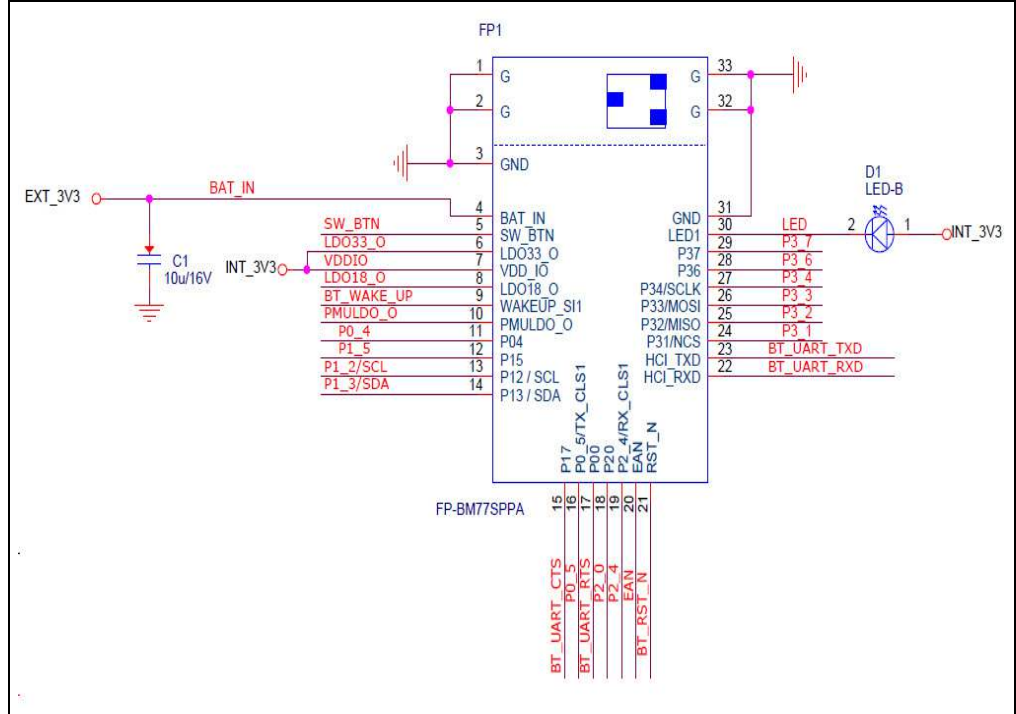 FP1
1 G G 33
2 G G 32
3 GND
EXT_3V3 BAT_IN
4 BAT_IN GND 31
SW_BTN 5 SW_BTN LED1 30 LED
LDO33_O 6 LDO33_O P37 29 P3_7
INT_3V3 VDDIO 7 VDD_IO P36 28 P3_6
LDO18_O 8 LDO18_O P34/SCLK 27 P3_4
BT_WAKE_UP 9 WAKEUP_SI1 P33/MOSI 26 P3_3
PMULDO_O 10 PMULDO_O P32/MISO 25 P3_2
P0_4 11 P04 P31/NCS 24 P3_1
P1_5 12 P15 HCI_TXD 23 BT_UART_TXD
P1_2/SCL 13 P12 / SCL HCI_RXD 22 BT_UART_RXD
P1_3/SDA 14 P13 / SDA
C1
10u/16V
D1
LED-B
2 1 INT_3V3
P17
P0_5/TX_CLS1
P00
P20
P2_4/RX_CLS1
EAN
RST_N
FP-BM77SPPA
15
16
17
18
19
20
21
BT_UART_CTS
P0_5
BT_UART_RTS
P2_0
P2_4
EAN
BT_RST_N